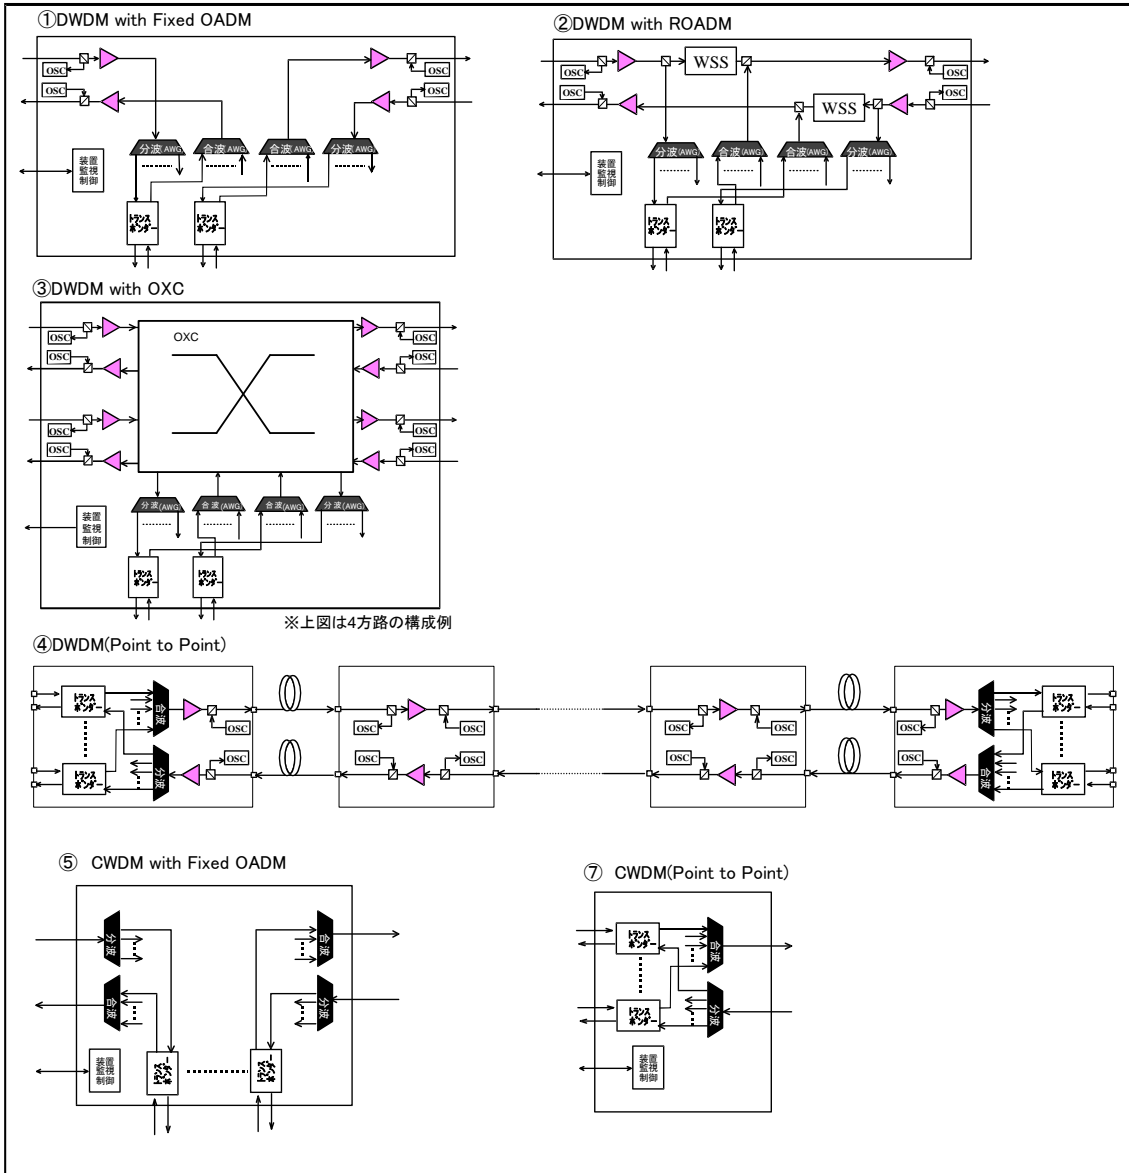 ①DWDM with Fixed OADM
OSC
OSC
OSC
OSC
分波(AWG)
合波(AWG)
合波(AWG)
分波(AWG)
装置
監視
制御
トランス
ポンダー
トランス
ポンダー
②DWDM with ROADM
WSS
OSC
OSC
OSC
OSC
WSS
分波(AWG)
合波(AWG)
合波(AWG)
分波(AWG)
装置
監視
制御
トランス
ポンダー
トランス
ポンダー
③DWDM with OXC
OXC
OSC
OSC
OSC
OSC
OSC
OSC
OSC
OSC
分波(AWG)
合波(AWG)
合波(AWG)
分波(AWG)
装置
監視
制御
トランス
ポンダー
トランス
ポンダー
※上図は4方路の構成例
④DWDM(Point to Point)
トランス
ポンダー
合波
OSC
OSC
分波
トランス
ポンダー
OSC
OSC
OSC
OSC
OSC
OSC
OSC
OSC
OSC
OSC
分波
合波
トランス
ポンダー
トランス
ポンダー
⑤ CWDM with Fixed OADM
分波
合波
合波
分波
装置
監視
制御
トランスポンダー
トランスポンダー
⑦ CWDM(Point to Point)
トランス
ポンダー
合波
トランス
ポンダー
分波
装置
監視
制御